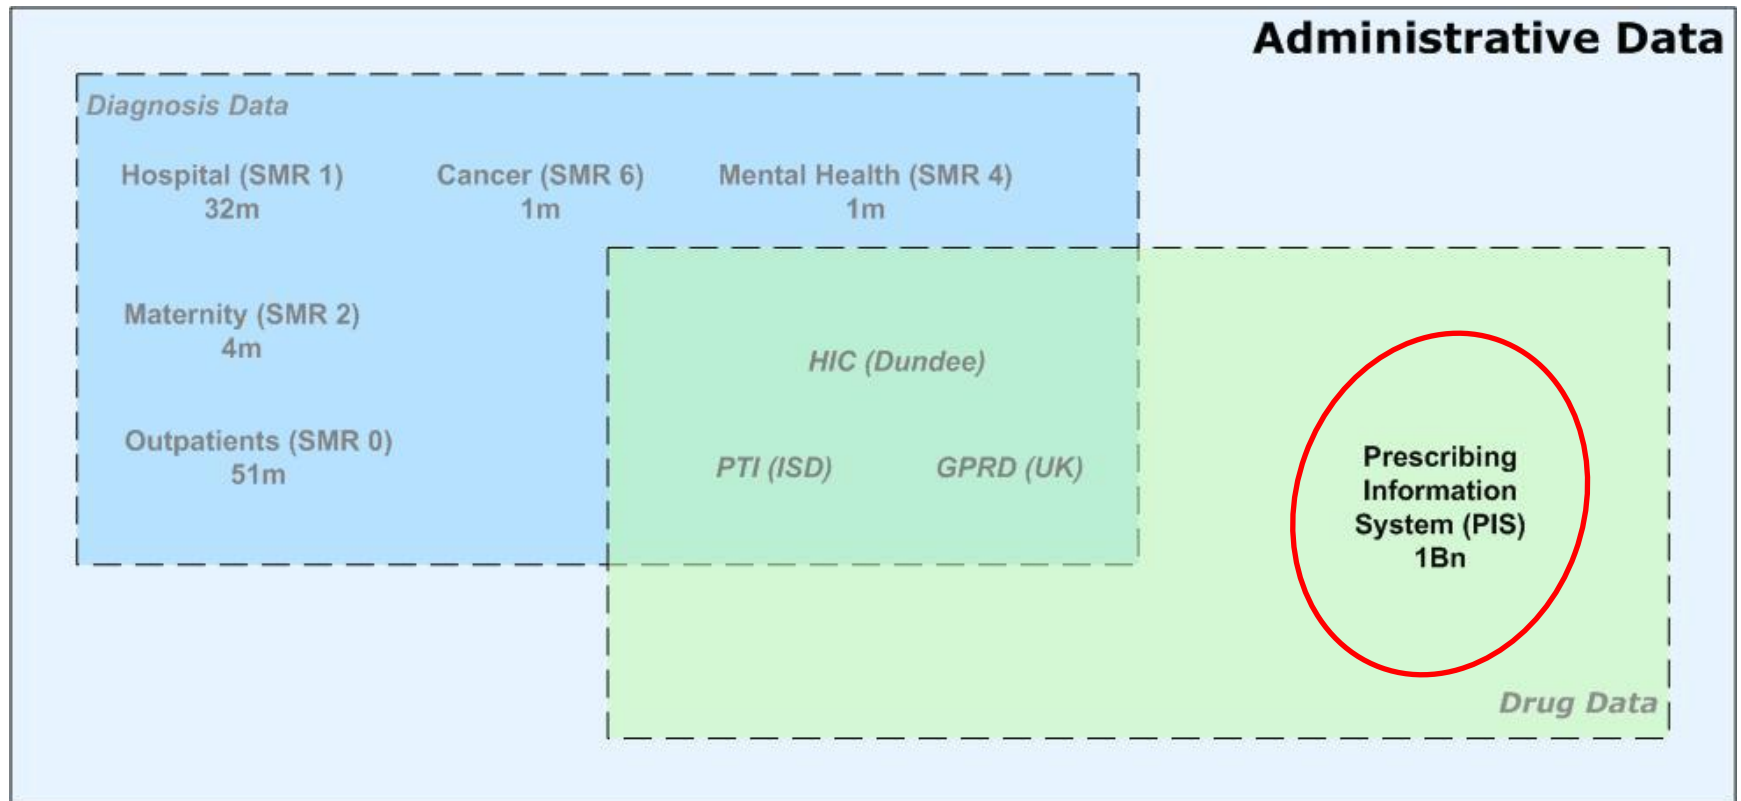 Administrative Data
Diagnosis Data
Hospital (SMR 1)
32m
Cancer (SMR 6)
1m
Mental Health (SMR 4)
1m
Maternity (SMR 2)
4m
Outpatients (SMR 0)
51m
HIC (Dundee)
PTI (ISD)
GPRD (UK)
Prescribing
Information
System (PIS)
1Bn
Drug Data